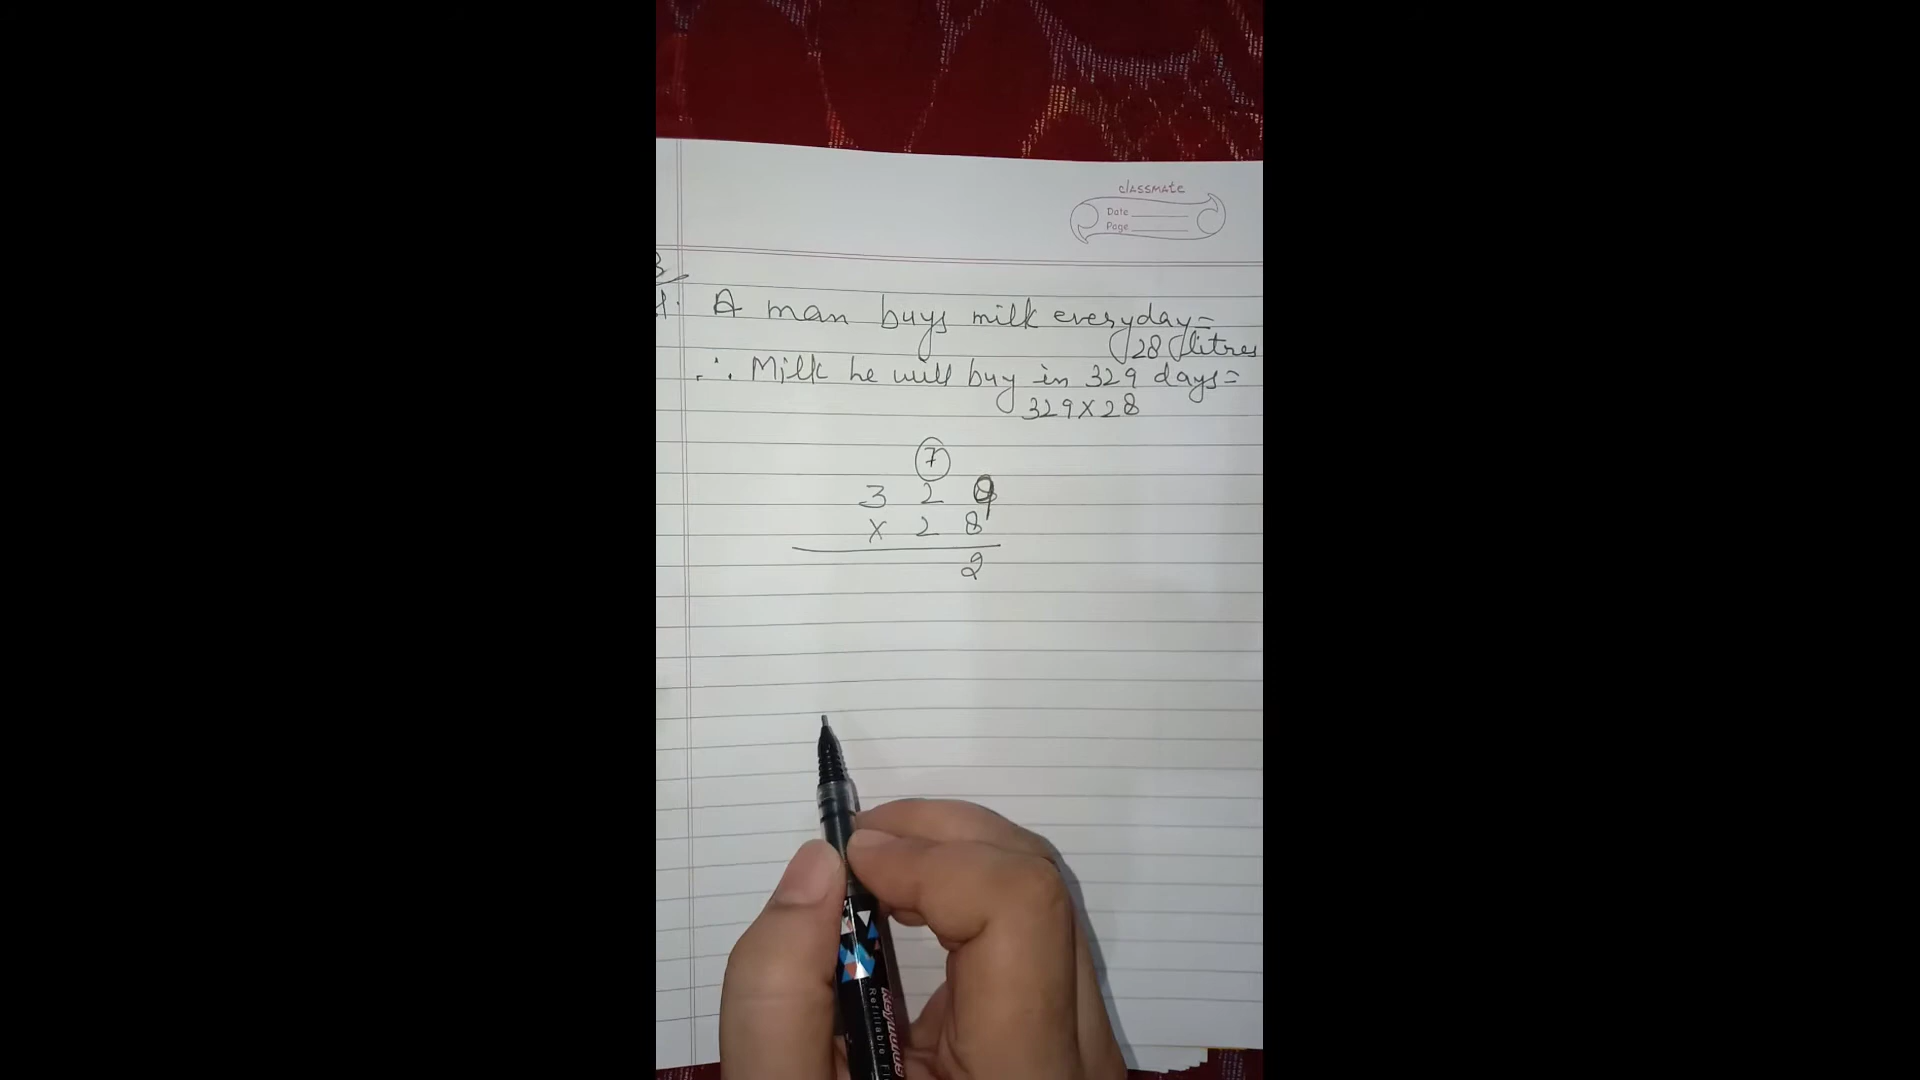 classmate
Date
Page
A man buys milk everyday=
28 litres
∴ Milk he will buy in 329 days=
329×28
7
3 2 9
× 2 8
2
Refillable